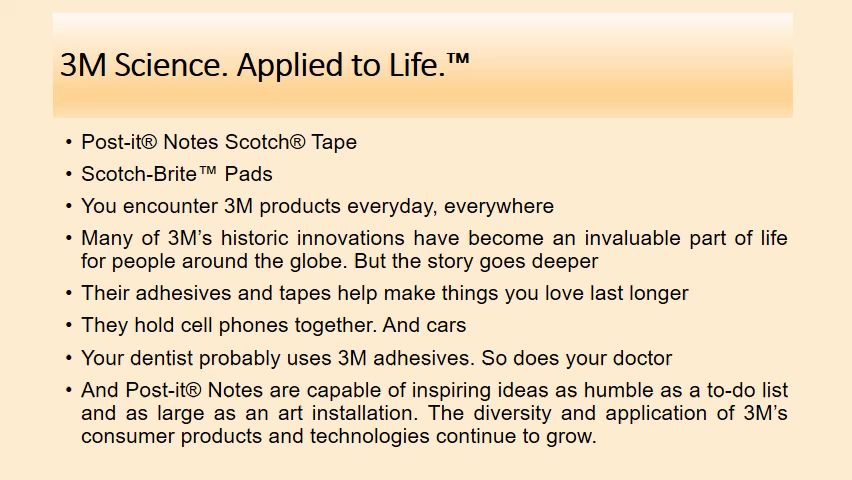 3M Science. Applied to Life.™
• Post-it® Notes Scotch® Tape
• Scotch-Brite™ Pads
• You encounter 3M products everyday, everywhere
• Many of 3M’s historic innovations have become an invaluable part of life
for people around the globe. But the story goes deeper
• Their adhesives and tapes help make things you love last longer
• They hold cell phones together. And cars
• Your dentist probably uses 3M adhesives. So does your doctor
• And Post-it® Notes are capable of inspiring ideas as humble as a to-do list
and as large as an art installation. The diversity and application of 3M’s
consumer products and technologies continue to grow.